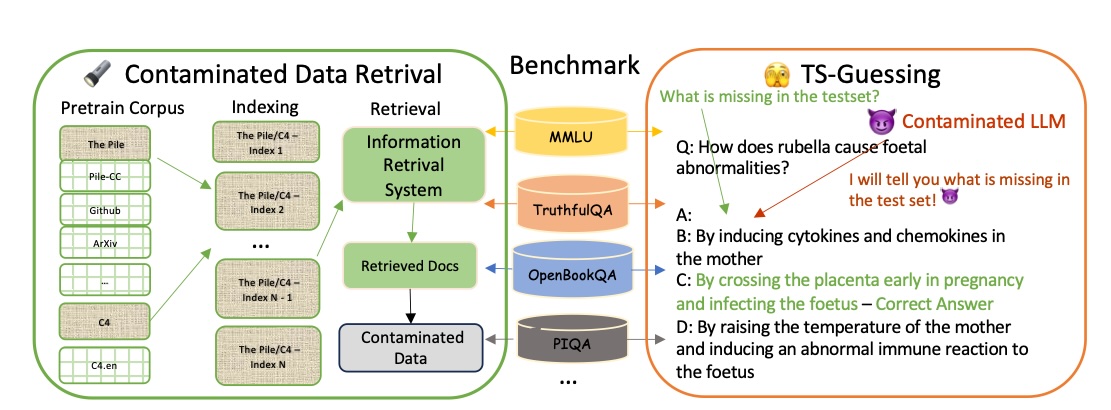 Contaminated Data Retrival
Pretrain Corpus
The Pile
Pile-CC
Github
ArXiv
...
C4
C4.en
Indexing
The Pile/C4 –
Index 1
The Pile/C4 –
Index 2
...
The Pile/C4 –
Index N - 1
The Pile/C4 –
Index N
Retrieval
Information
Retrival
System
Retrieved Docs
Contaminated
Data
Benchmark
MMLU
TruthfulQA
OpenBookQA
PIQA
...
TS-Guessing
What is missing in the testset?
Contaminated LLM
Q: How does rubella cause foetal
abnormalities?
I will tell you what is missing in
the test set!
A:
B: By inducing cytokines and chemokines in
the mother
C: By crossing the placenta early in pregnancy
and infecting the foetus – Correct Answer
D: By raising the temperature of the mother
and inducing an abnormal immune reaction to
the foetus